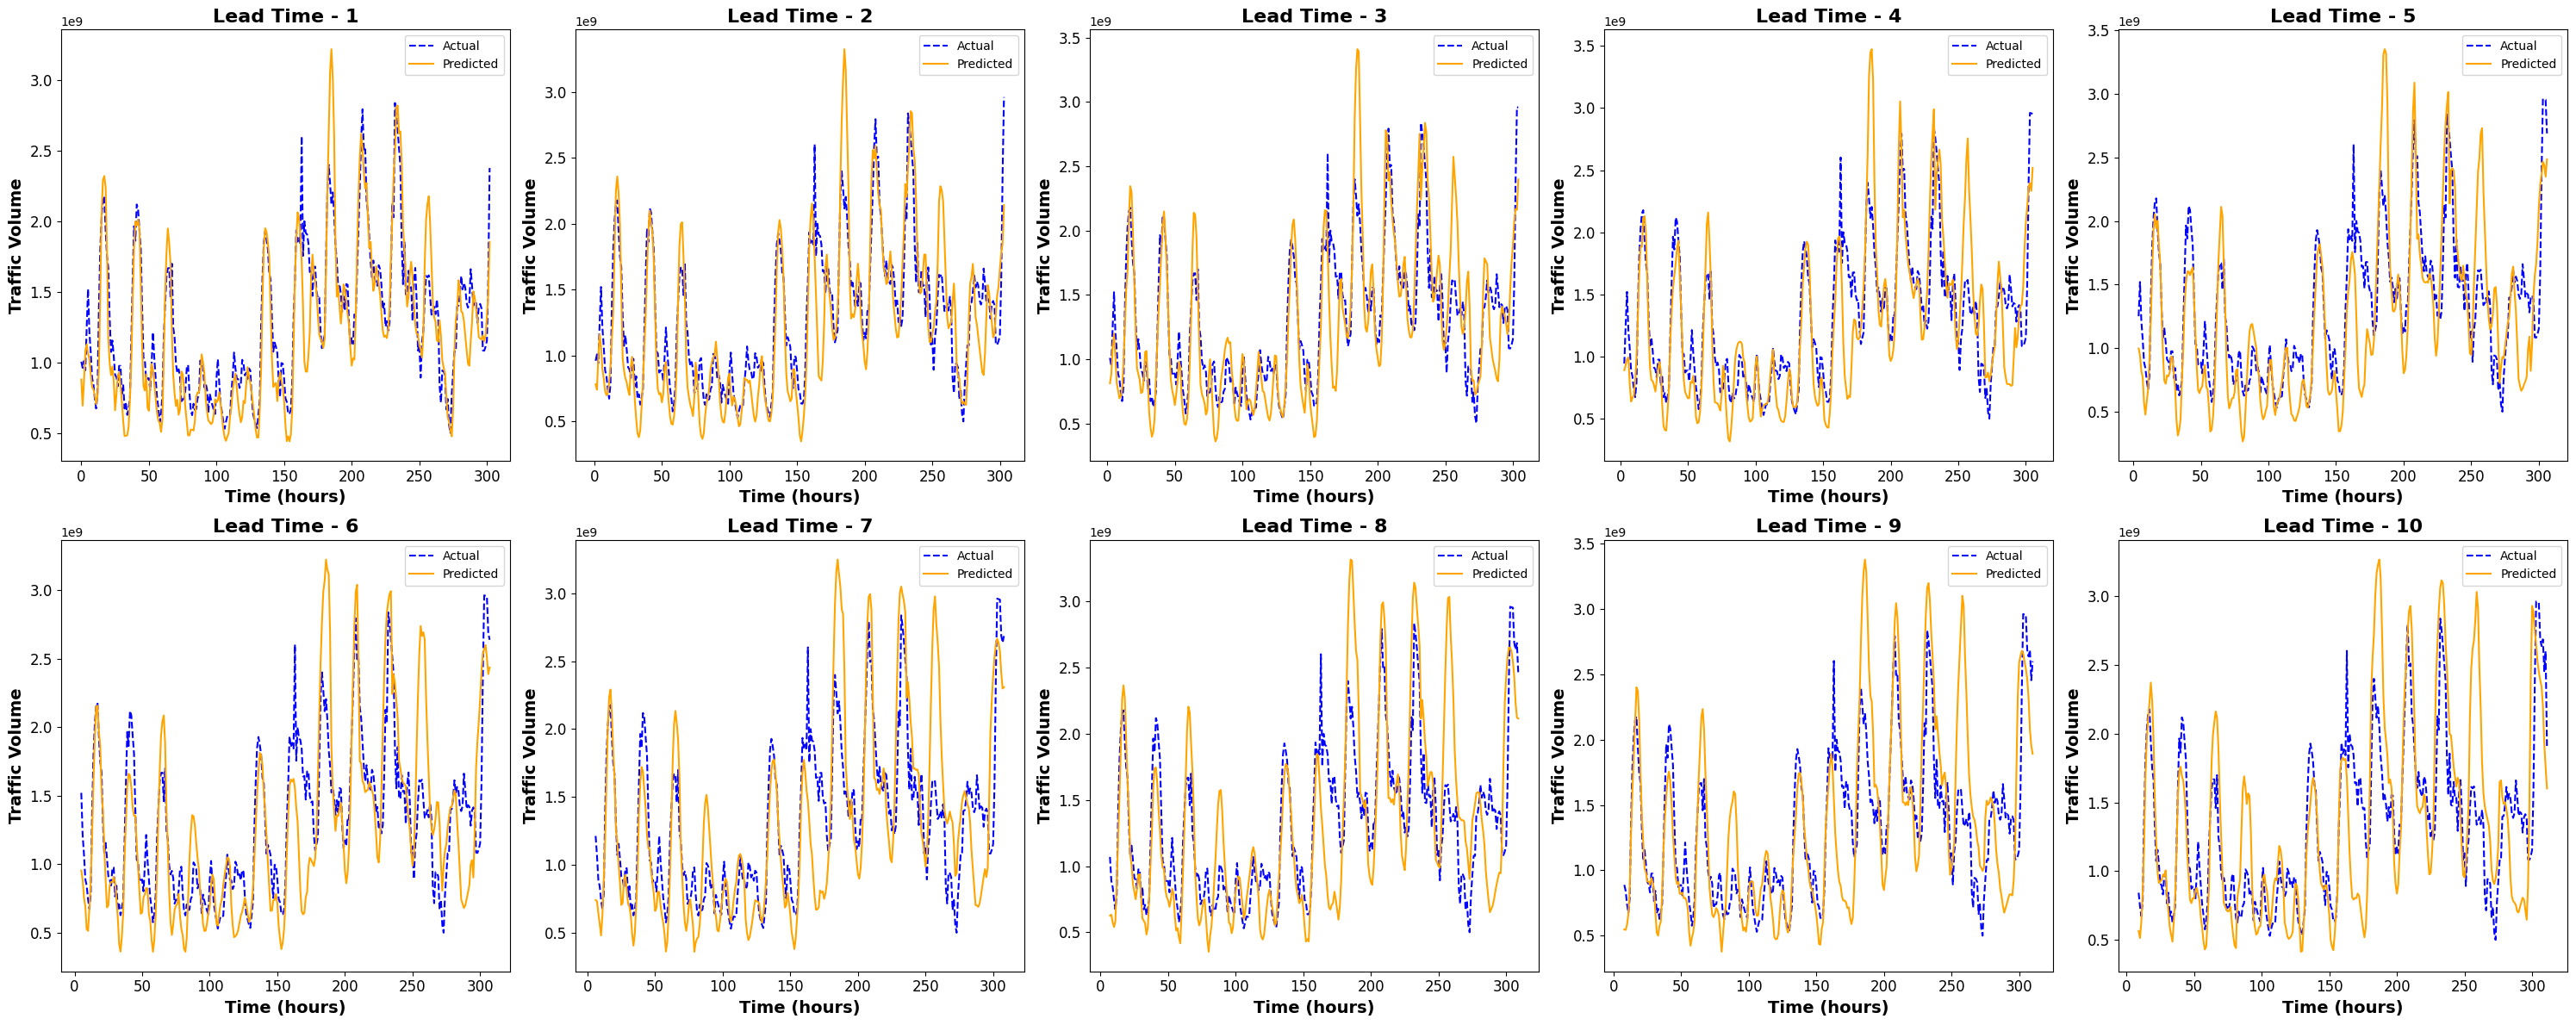 Lead Time - 1
1e9
Actual
Predicted
3.0
2.5
2.0
1.5
1.0
0.5
Traffic Volume
0 50 100 150 200 250 300
Time (hours)
Lead Time - 2
1e9
Actual
Predicted
3.0
2.5
2.0
1.5
1.0
0.5
Traffic Volume
0 50 100 150 200 250 300
Time (hours)
Lead Time - 3
1e9
Actual
Predicted
3.5
3.0
2.5
2.0
1.5
1.0
0.5
Traffic Volume
0 50 100 150 200 250 300
Time (hours)
Lead Time - 4
1e9
Actual
Predicted
3.5
3.0
2.5
2.0
1.5
1.0
0.5
Traffic Volume
0 50 100 150 200 250 300
Time (hours)
Lead Time - 5
1e9
Actual
Predicted
3.5
3.0
2.5
2.0
1.5
1.0
0.5
Traffic Volume
0 50 100 150 200 250 300
Time (hours)
Lead Time - 6
1e9
Actual
Predicted
3.0
2.5
2.0
1.5
1.0
0.5
Traffic Volume
0 50 100 150 200 250 300
Time (hours)
Lead Time - 7
1e9
Actual
Predicted
3.0
2.5
2.0
1.5
1.0
0.5
Traffic Volume
0 50 100 150 200 250 300
Time (hours)
Lead Time - 8
1e9
Actual
Predicted
3.0
2.5
2.0
1.5
1.0
0.5
Traffic Volume
0 50 100 150 200 250 300
Time (hours)
Lead Time - 9
1e9
Actual
Predicted
3.5
3.0
2.5
2.0
1.5
1.0
0.5
Traffic Volume
0 50 100 150 200 250 300
Time (hours)
Lead Time - 10
1e9
Actual
Predicted
3.0
2.5
2.0
1.5
1.0
0.5
Traffic Volume
0 50 100 150 200 250 300
Time (hours)